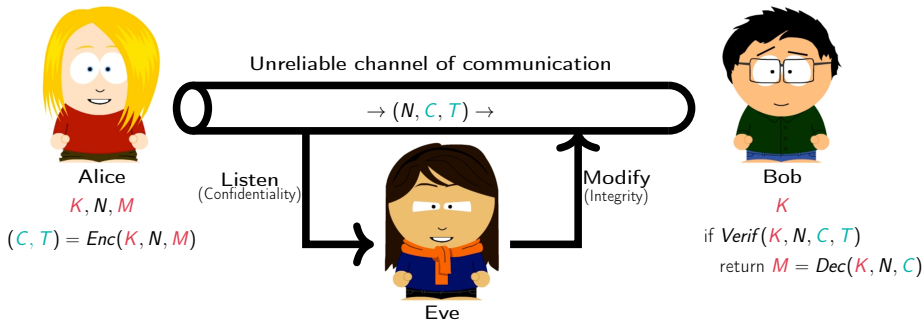 Unreliable channel of communication
→ (N, C, T) →
Alice
K, N, M
(C, T) = Enc(K, N, M)
Listen
(Confidentiality)
Eve
Modify
(Integrity)
Bob
K
if Verif(K, N, C, T)
return M = Dec(K, N, C)